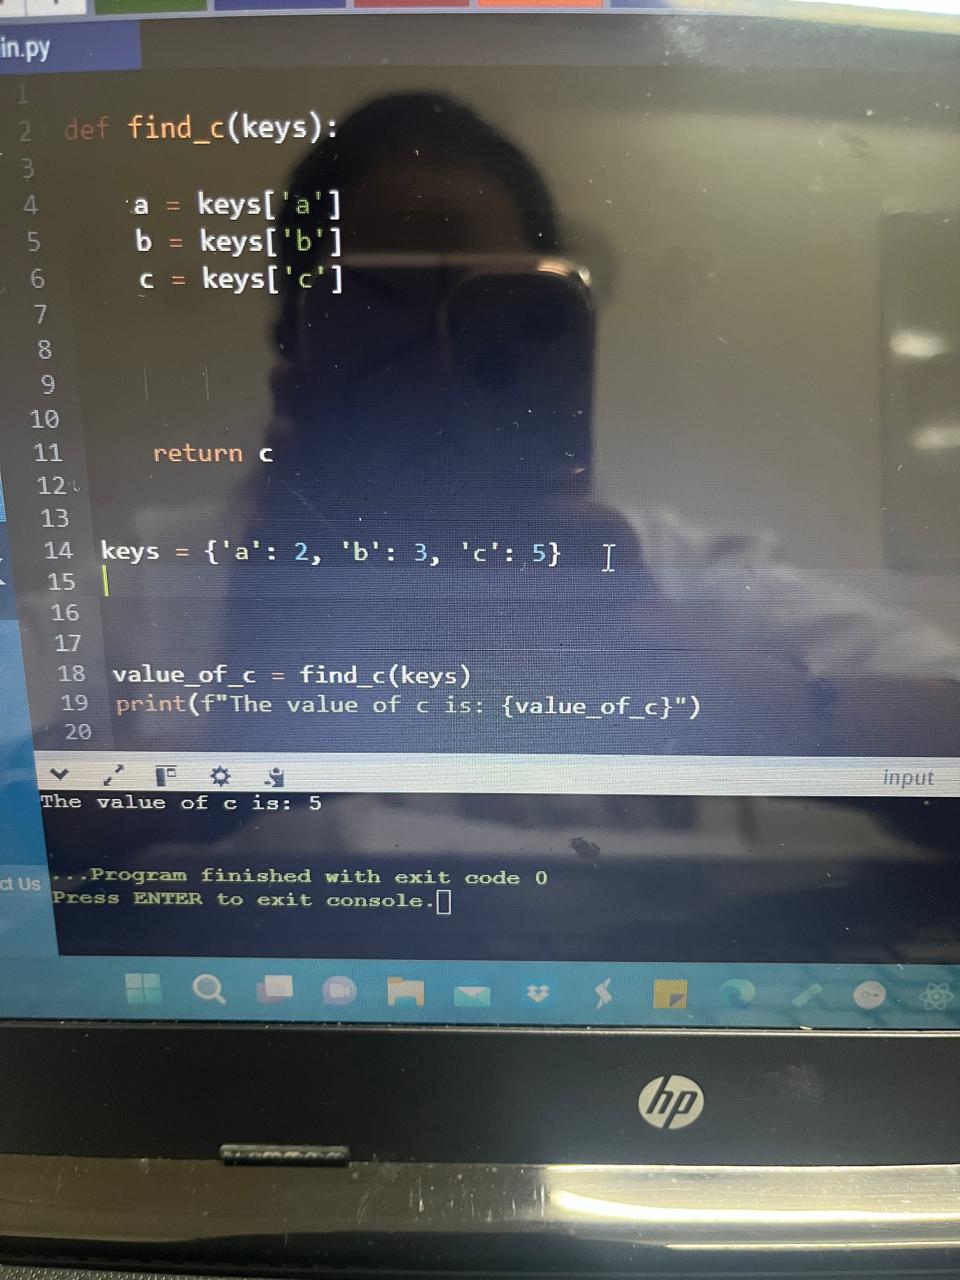 in.py
1
2 def find_c(keys):
3
4 a = keys['a']
5 b = keys['b']
6 c = keys['c']
7
8
9
10
11 return c
12
13
14 keys = {'a': 2, 'b': 3, 'c': 5}
15
16
17
18 value_of_c = find_c(keys)
19 print(f"The value of c is: {value_of_c}")
20
input
The value of c is: 5
...Program finished with exit code 0
Press ENTER to exit console.
ct Us
hp